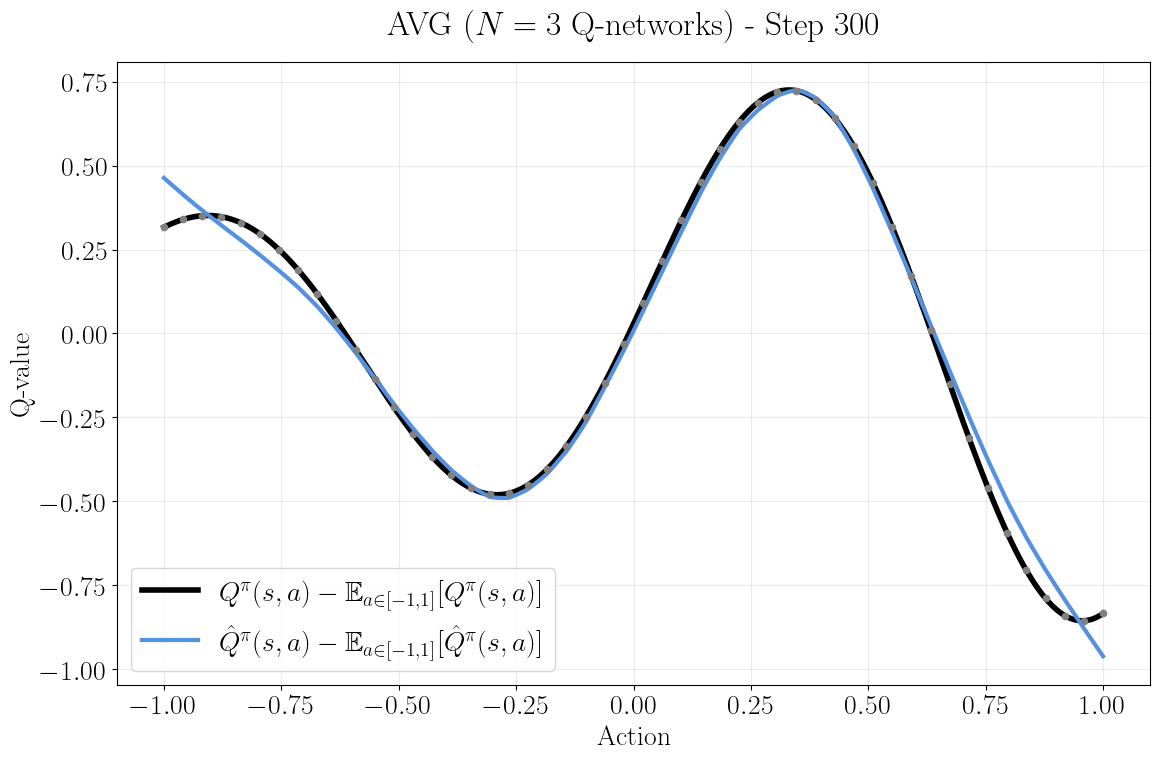 AVG (N = 3 Q-networks) - Step 300
0.75
0.50
0.25
0.00
−0.25
−0.50
−0.75
−1.00
Q-value
Q^π(s, a) − 𝔼_{a∈[−1,1]}[Q^π(s, a)]
Q̂^π(s, a) − 𝔼_{a∈[−1,1]}[Q̂^π(s, a)]
−1.00 −0.75 −0.50 −0.25 0.00 0.25 0.50 0.75 1.00
Action